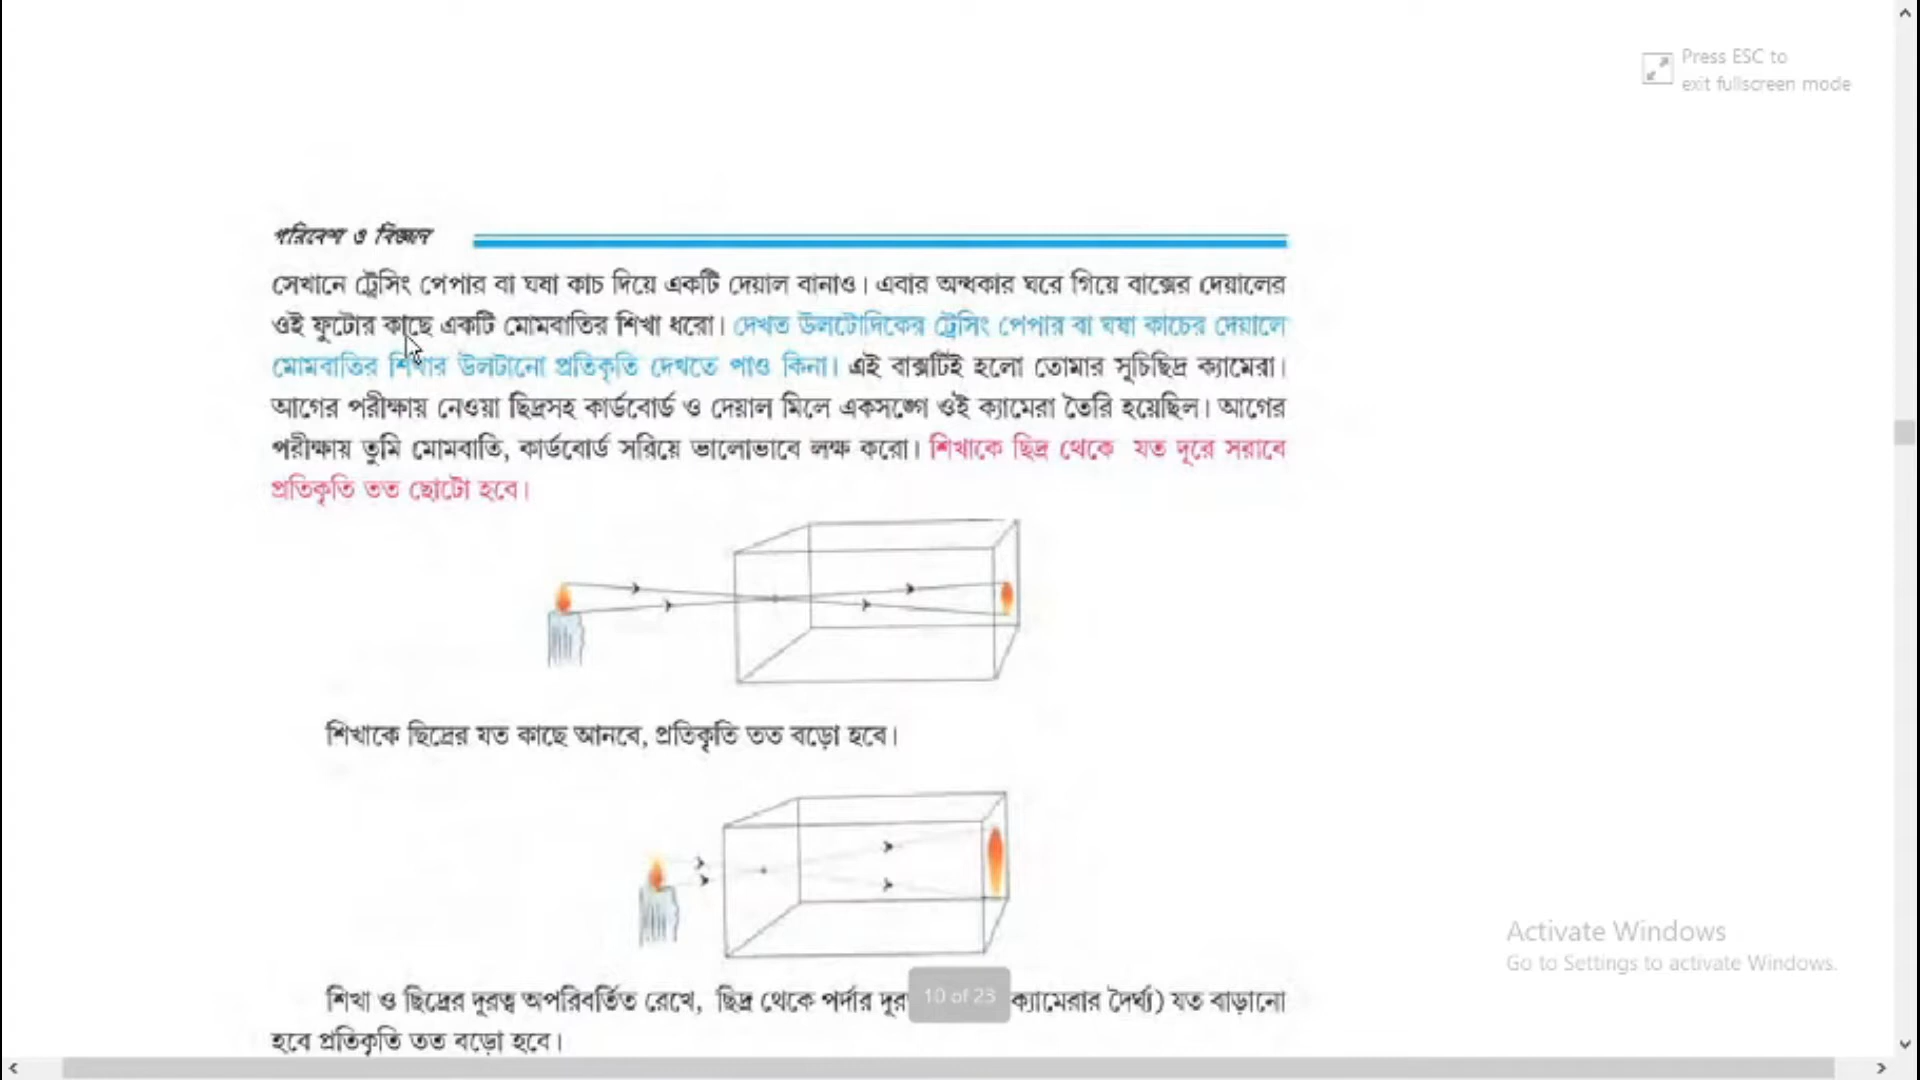 Press ESC to
exit fullscreen mode
পরিবেশ ও বিজ্ঞান
সেখানে ট্রেসিং পেপার বা ঘষা কাচ দিয়ে একটি দেয়াল বানাও। এবার অন্ধকার ঘরে গিয়ে বাক্সের দেয়ালের
ওই ফুটোর কাছে একটি মোমবাতির শিখা ধরো। দেখত উলটোদিকের ট্রেসিং পেপার বা ঘষা কাচের দেয়ালে
মোমবাতির শিখার উলটানো প্রতিকৃতি দেখতে পাও কিনা। এই বাক্সটিই হলো তোমার সূচিছিদ্র ক্যামেরা।
আগের পরীক্ষায় নেওয়া ছিদ্রসহ কার্ডবোর্ড ও দেয়াল মিলে একসঙ্গে ওই ক্যামেরা তৈরি হয়েছিল। আগের
পরীক্ষায় তুমি মোমবাতি, কার্ডবোর্ড সরিয়ে ভালোভাবে লক্ষ করো। শিখাকে ছিদ্র থেকে যত দূরে সরাবে
প্রতিকৃতি তত ছোটো হবে।
শিখাকে ছিদ্রের যত কাছে আনবে, প্রতিকৃতি তত বড়ো হবে।
শিখা ও ছিদ্রের দূরত্ব অপরিবর্তিত রেখে, ছিদ্র থেকে পর্দার ক্যামেরার দৈর্ঘ্য) যত বাড়ানো
10 of 23
হবে প্রতিকৃতি তত বড়ো হবে।
Activate Windows
Go to Settings to activate Windows.